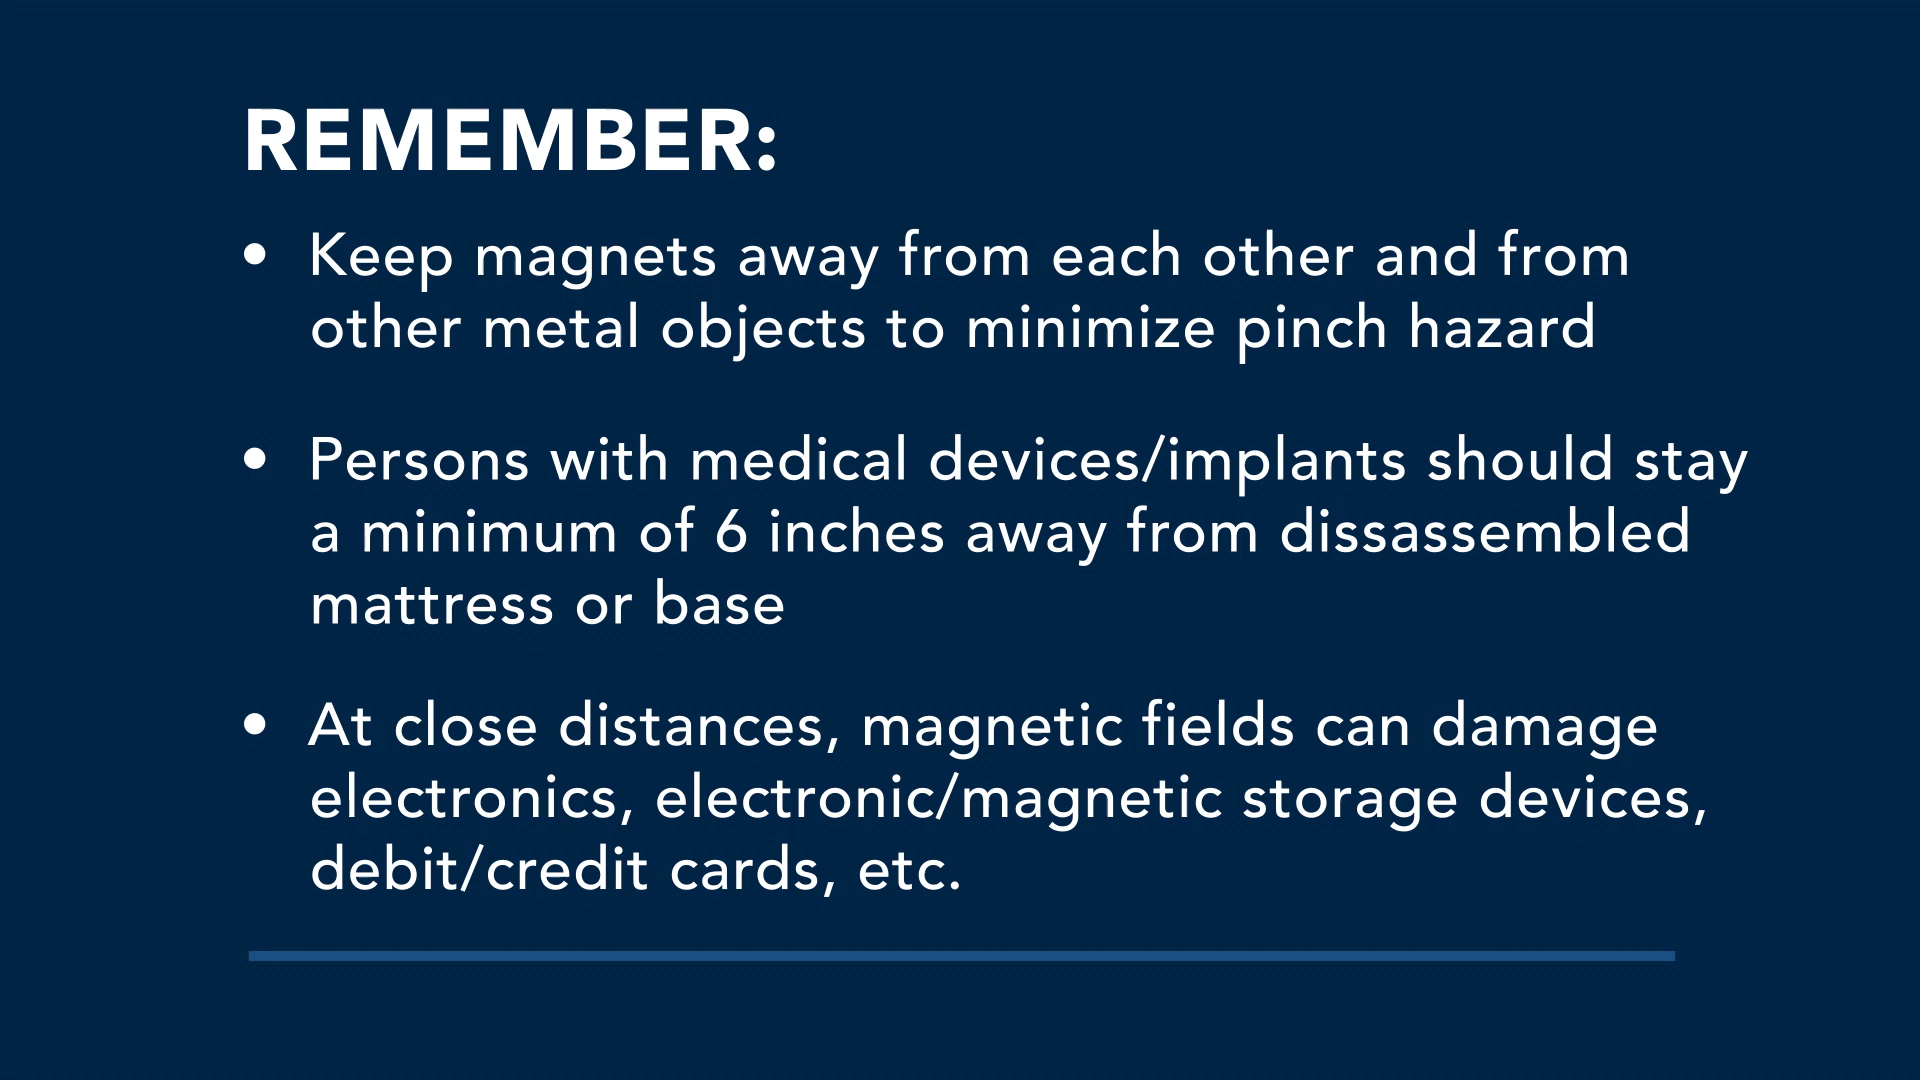 REMEMBER:
• Keep magnets away from each other and from
other metal objects to minimize pinch hazard
• Persons with medical devices/implants should stay
a minimum of 6 inches away from dissassembled
mattress or base
• At close distances, magnetic fields can damage
electronics, electronic/magnetic storage devices,
debit/credit cards, etc.